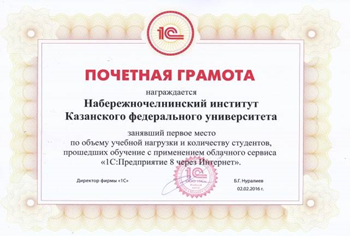 1С
ПОЧЕТНАЯ ГРАМОТА
награждается
Набережночелнинский институт
Казанского федерального университета
занявший первое место
по объему учебной нагрузки и количеству студентов,
прошедших обучение с применением облачного сервиса
«1С:Предприятие 8 через Интернет».
1С
Директор фирмы «1С»
Б.Г. Нуралиев
02.02.2016 г.